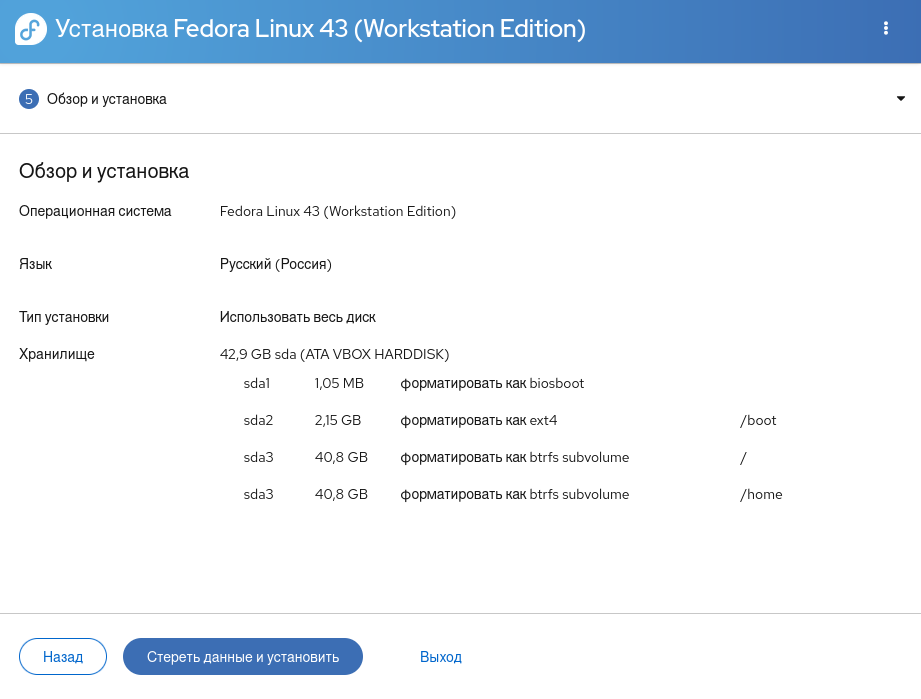 Установка Fedora Linux 43 (Workstation Edition)
5 Обзор и установка
Обзор и установка
Операционная система Fedora Linux 43 (Workstation Edition)
Язык Русский (Россия)
Тип установки Использовать весь диск
Хранилище 42,9 GB sda (ATA VBOX HARDDISK)
sda1 1,05 MB форматировать как biosboot
sda2 2,15 GB форматировать как ext4 /boot
sda3 40,8 GB форматировать как btrfs subvolume /
sda3 40,8 GB форматировать как btrfs subvolume /home
Назад Стереть данные и установить Выход